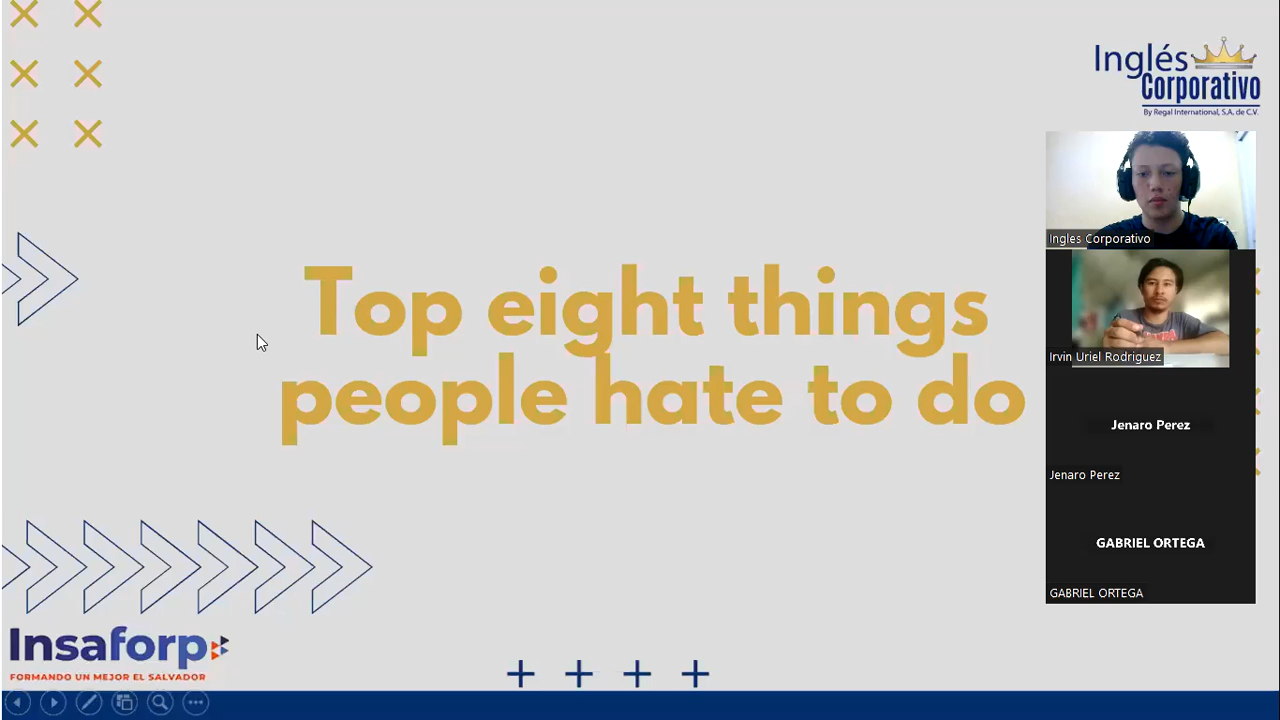 Inglés
Corporativo
By Regal International, S.A. de C.V.
Ingles Corporativo
Irvin Uriel Rodriguez
Jenaro Perez
Jenaro Perez
GABRIEL ORTEGA
GABRIEL ORTEGA
Top eight things
people hate to do
Insaforp
FORMANDO UN MEJOR EL SALVADOR